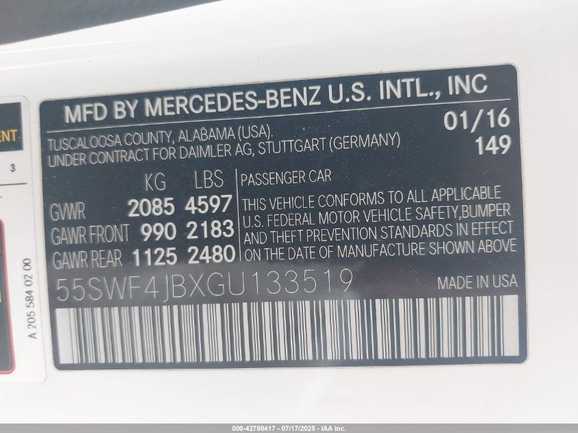 MFD BY MERCEDES-BENZ U.S. INTL., INC
TUSCALOOSA COUNTY, ALABAMA (USA).
UNDER CONTRACT FOR DAIMLER AG, STUTTGART (GERMANY)
01/16
149
KG LBS
GVWR 2085 4597
GAWR FRONT 990 2183
GAWR REAR 1125 2480
PASSENGER CAR
THIS VEHICLE CONFORMS TO ALL APPLICABLE
U.S. FEDERAL MOTOR VEHICLE SAFETY,BUMPER
AND THEFT PREVENTION STANDARDS IN EFFECT
ON THE DATE OF MANUFACTURE SHOWN ABOVE.
55SWF4JBXGU133519
MADE IN USA
ENT
3
A 205 584 02 00
000-42798417 - 07/17/2025 - IAA Inc.